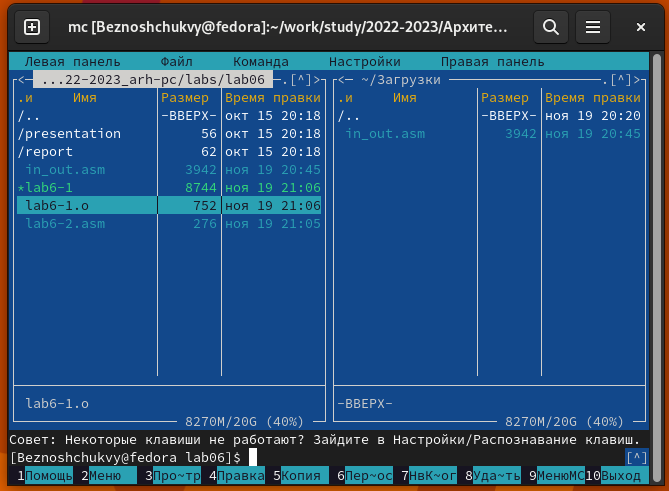 mc [Beznoshchukvy@fedora]:~/work/study/2022-2023/Архите...
Левая панель Файл Команда Настройки Правая панель
<— ...22-2023_arh-pc/labs/lab06 —.[^]>
.и Имя Размер Время правки
/.. -ВВЕРХ- окт 15 20:18
/presentation 56 окт 15 20:18
/report 62 окт 15 20:18
in_out.asm 3942 ноя 19 20:45
*lab6-1 8744 ноя 19 21:06
lab6-1.o 752 ноя 19 21:06
lab6-2.asm 276 ноя 19 21:05
lab6-1.o
8270M/20G (40%)
<— ~/Загрузки —.[^]>
.и Имя Размер Время правки
/.. -ВВЕРХ- ноя 19 20:20
in_out.asm 3942 ноя 19 20:45
-ВВЕРХ-
8270M/20G (40%)
Совет: Некоторые клавиши не работают? Зайдите в Настройки/Распознавание клавиш.
[Beznoshchukvy@fedora lab06]$ [^]
1Помощь 2Меню 3Про~тр 4Правка 5Копия 6Пер~ос 7НвК~ог 8Уда~ть 9МенюMC 10Выход